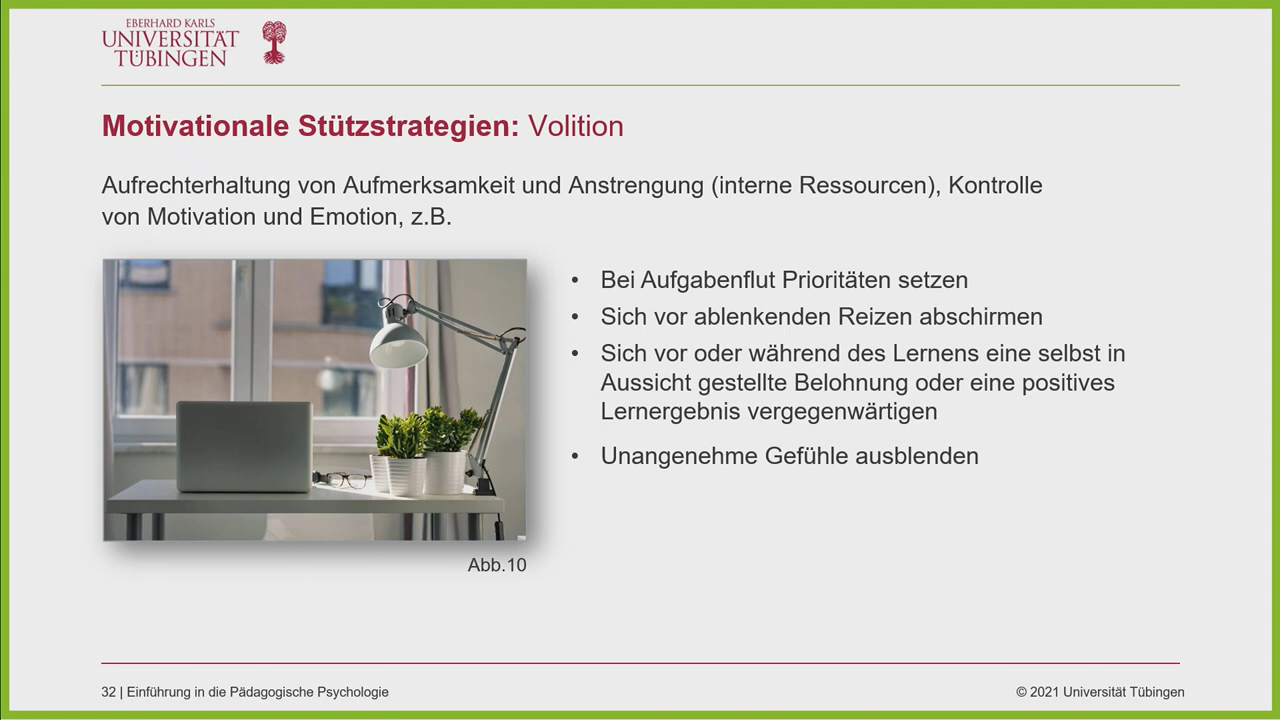 EBERHARD KARLS
UNIVERSITÄT
TÜBINGEN
Motivationale Stützstrategien: Volition
Aufrechterhaltung von Aufmerksamkeit und Anstrengung (interne Ressourcen), Kontrolle
von Motivation und Emotion, z.B.
• Bei Aufgabenflut Prioritäten setzen
• Sich vor ablenkenden Reizen abschirmen
• Sich vor oder während des Lernens eine selbst in
Aussicht gestellte Belohnung oder eine positives
Lernergebnis vergegenwärtigen
• Unangenehme Gefühle ausblenden
Abb.10
32 | Einführung in die Pädagogische Psychologie
© 2021 Universität Tübingen